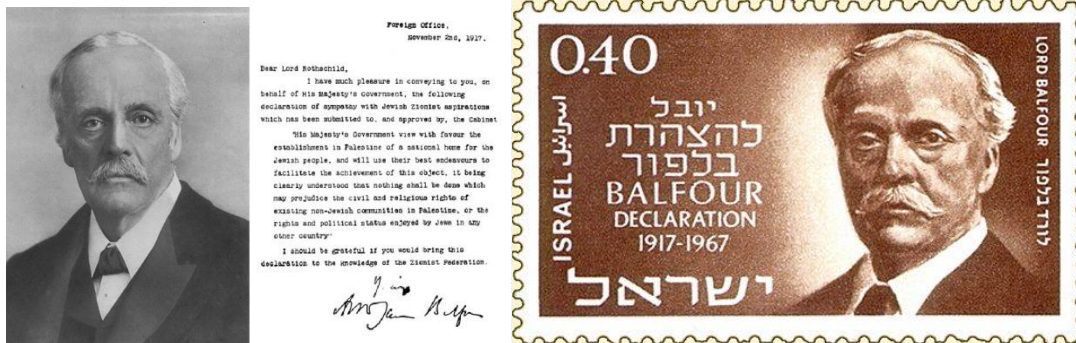 Foreign Office,
November 2nd, 1917.
Dear Lord Rothschild,
I have much pleasure in conveying to you, on
behalf of His Majesty's Government, the following
declaration of sympathy with Jewish Zionist aspirations
which has been submitted to, and approved by, the Cabinet
"His Majesty's Government view with favour the
establishment in Palestine of a national home for the
Jewish people, and will use their best endeavours to
facilitate the achievement of this object, it being
clearly understood that nothing shall be done which
may prejudice the civil and religious rights of
existing non-Jewish communities in Palestine, or the
rights and political status enjoyed by Jews in any
other country"
I should be grateful if you would bring this
declaration to the knowledge of the Zionist Federation.
Arthur James Balfour
0.40
יובל
להצהרת
בלפור
BALFOUR
DECLARATION
1917-1967
ישראל
ISRAEL اسرائيل
LORD BALFOUR לורד בלפור